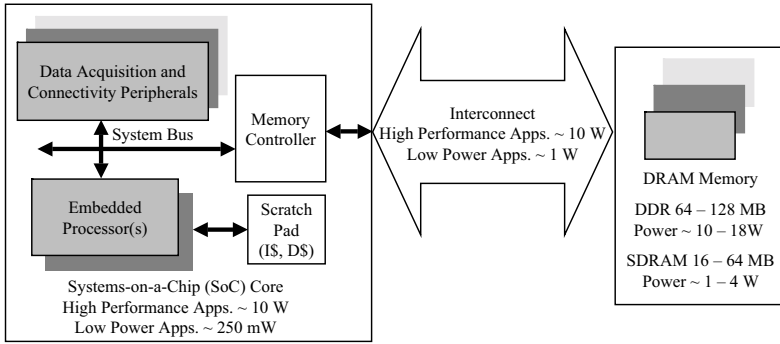 Data Acquisition and
Connectivity Peripherals
System Bus
Memory
Controller
Embedded
Processor(s)
Scratch
Pad
(I$, D$)
Systems-on-a-Chip (SoC) Core
High Performance Apps. ~ 10 W
Low Power Apps. ~ 250 mW
Interconnect
High Performance Apps. ~ 10 W
Low Power Apps. ~ 1 W
DRAM Memory
DDR 64 – 128 MB
Power ~ 10 – 18W
SDRAM 16 – 64 MB
Power ~ 1 – 4 W